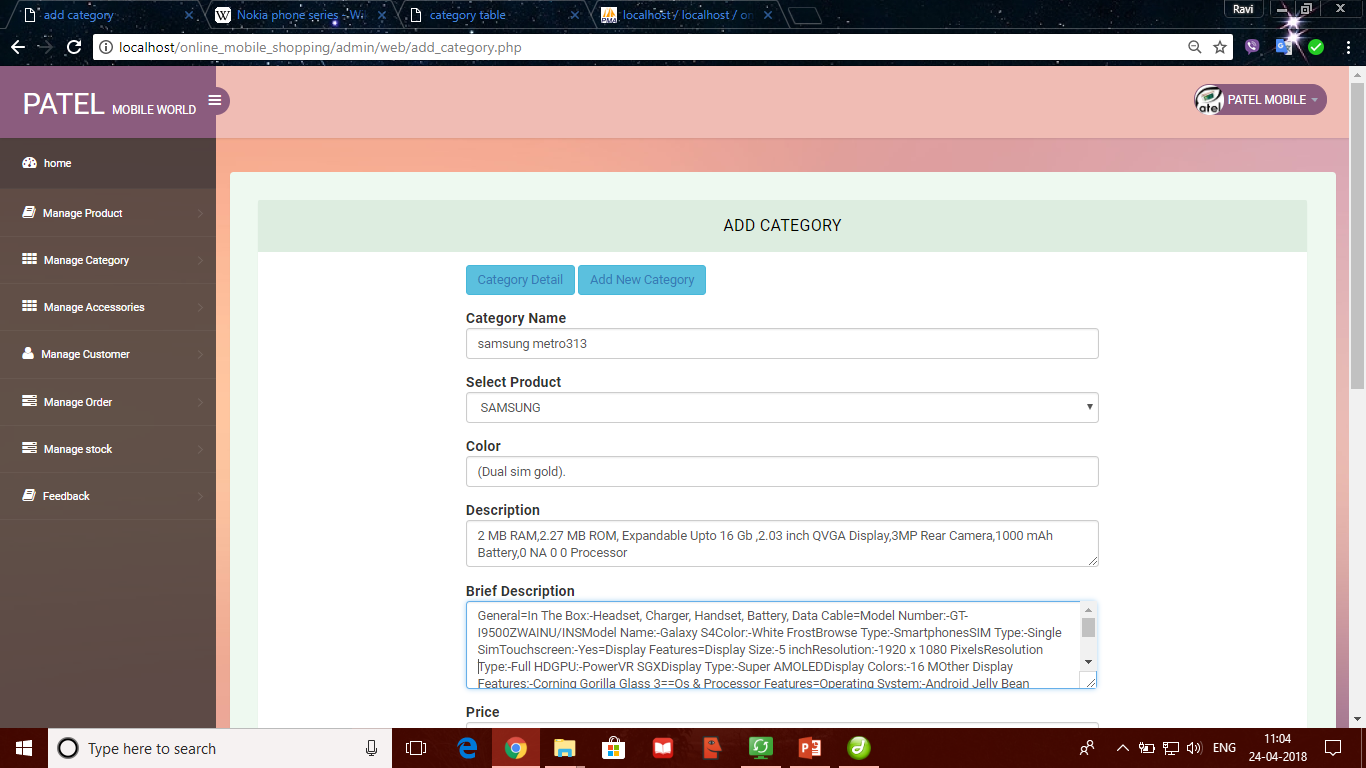 add category
Nokia phone series - Wi
category table
localhost / localhost / on
Ravi
localhost/online_mobile_shopping/admin/web/add_category.php
PATEL MOBILE WORLD
PATEL MOBILE
home
Manage Product
Manage Category
Manage Accessories
Manage Customer
Manage Order
Manage stock
Feedback
ADD CATEGORY
Category Detail
Add New Category
Category Name
samsung metro313
Select Product
SAMSUNG
Color
(Dual sim gold).
Description
2 MB RAM,2.27 MB ROM, Expandable Upto 16 Gb ,2.03 inch QVGA Display,3MP Rear Camera,1000 mAh
Battery,0 NA 0 0 Processor
Brief Description
General=In The Box:-Headset, Charger, Handset, Battery, Data Cable=Model Number:-GT-
I9500ZWAINU/INSModel Name:-Galaxy S4Color:-White FrostBrowse Type:-SmartphonesSIM Type:-Single
SimTouchscreen:-Yes=Display Features=Display Size:-5 inchResolution:-1920 x 1080 PixelsResolution
Type:-Full HDGPU:-PowerVR SGXDisplay Type:-Super AMOLEDDisplay Colors:-16 MOther Display
Features:-Corning Gorilla Glass 3==Os & Processor Features=Operating System:-Android Jelly Bean
Price
Type here to search
ENG
11:04
24-04-2018